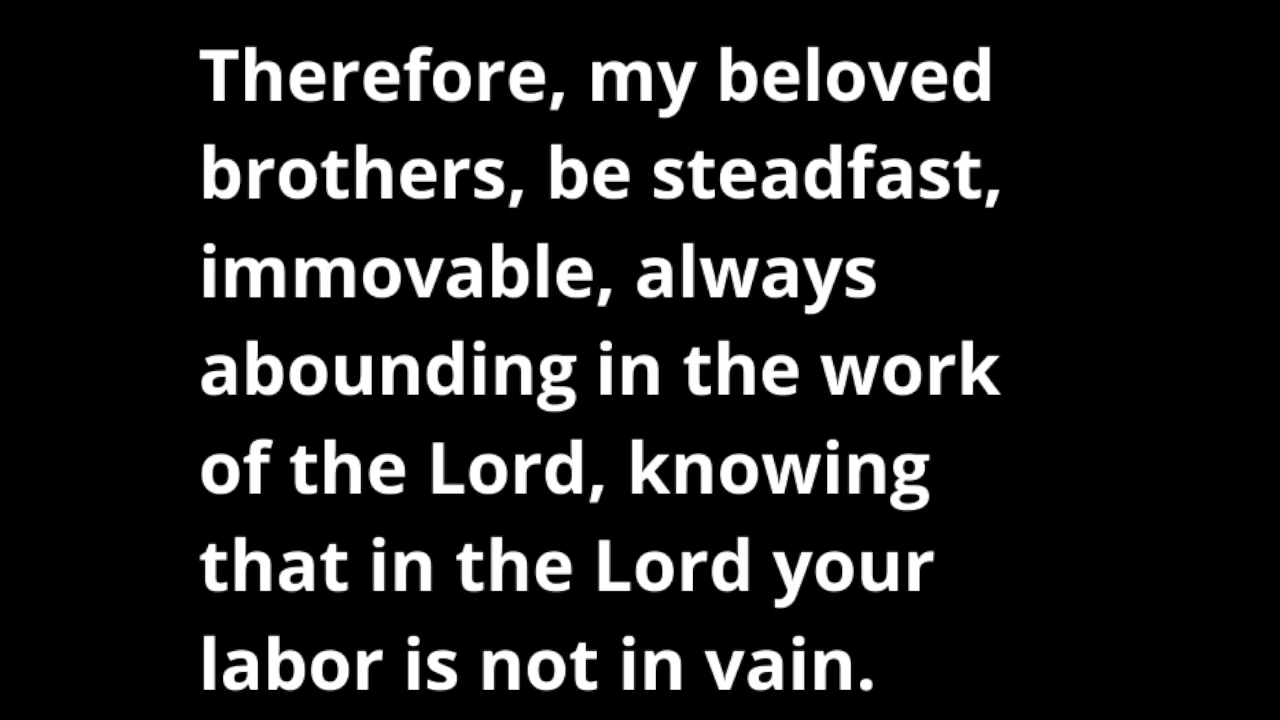 Therefore, my beloved
brothers, be steadfast,
immovable, always
abounding in the work
of the Lord, knowing
that in the Lord your
labor is not in vain.